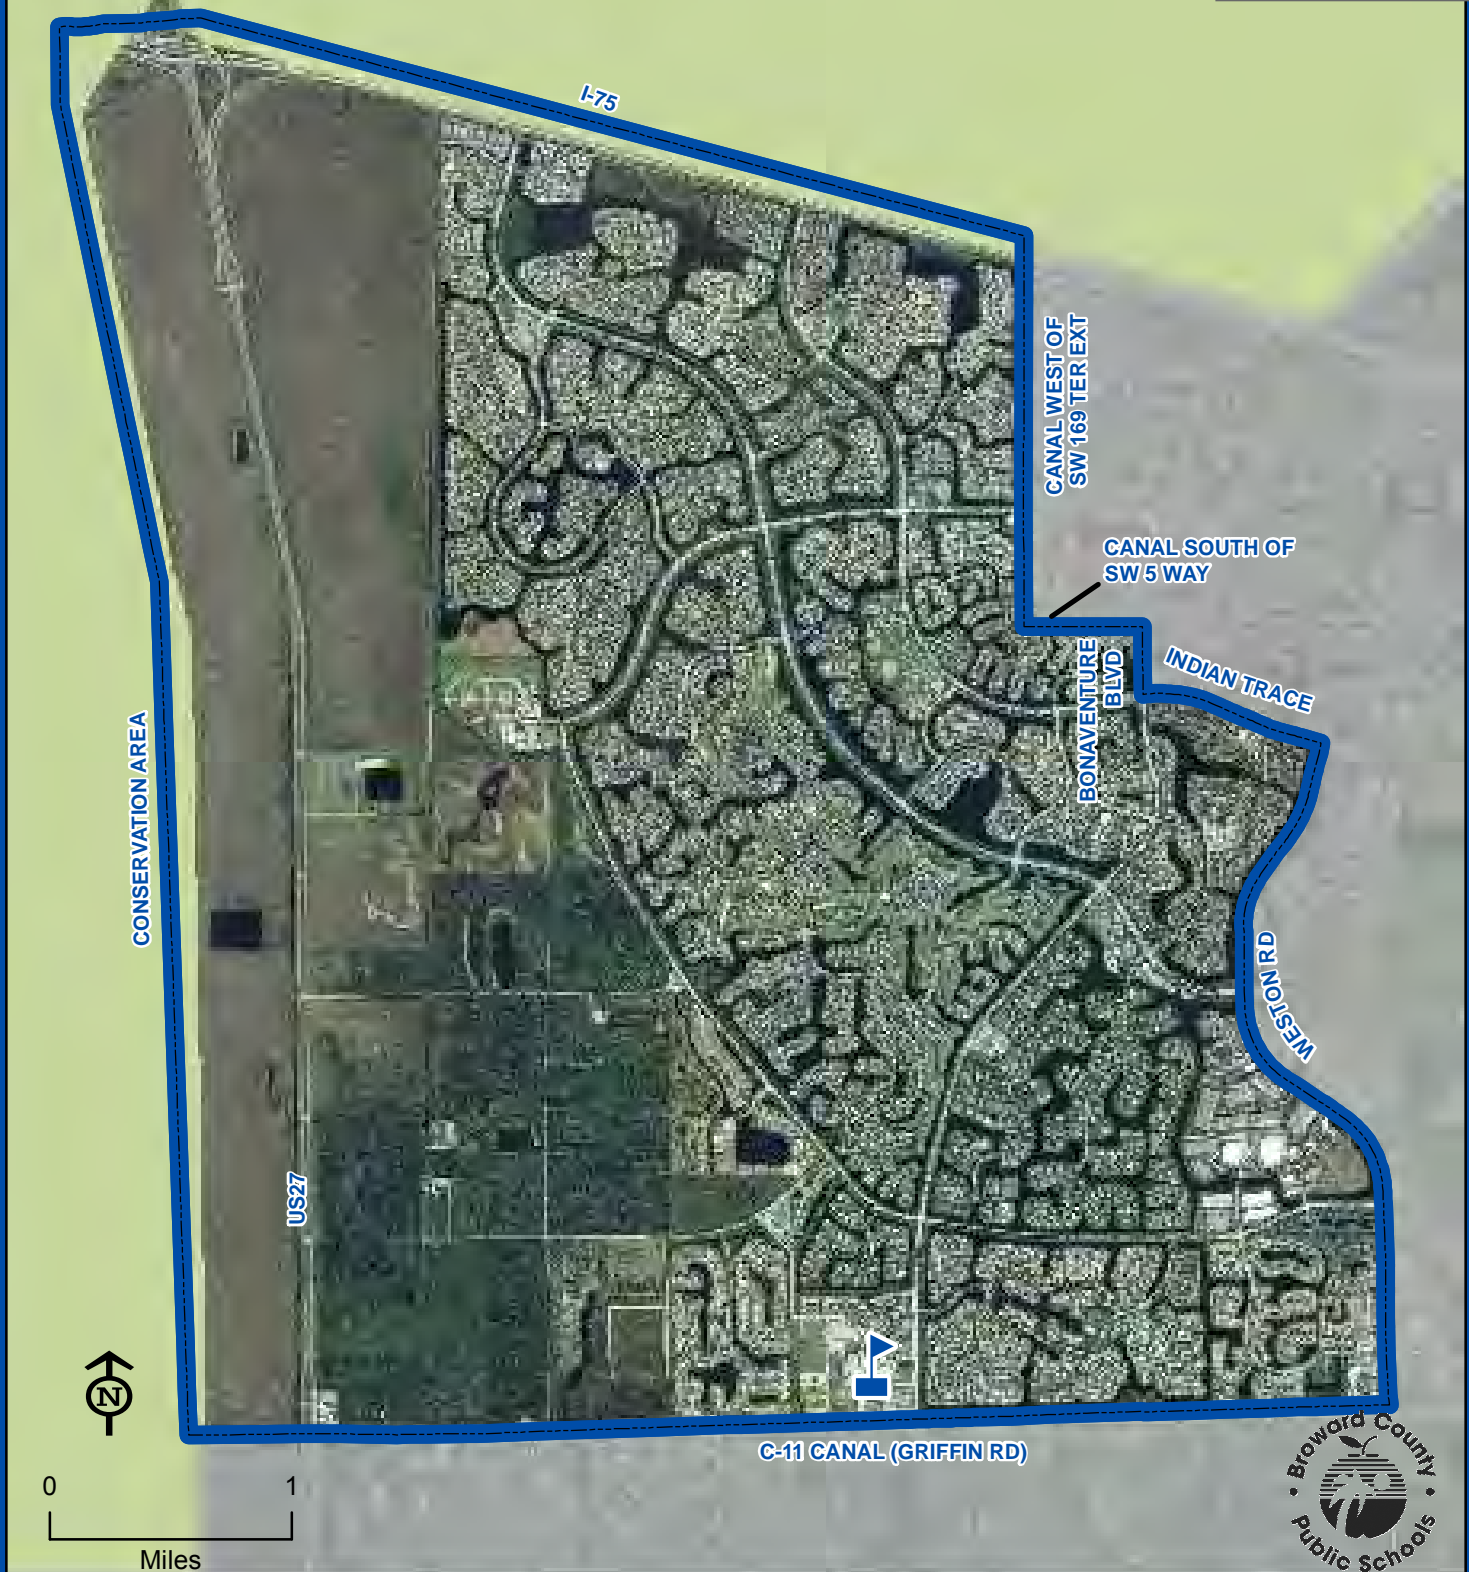 I-75
CANAL WEST OF
SW 169 TER EXT
CANAL SOUTH OF
SW 5 WAY
INDIAN TRACE
BONAVENTURE
BLVD
CONSERVATION AREA
WESTON RD
US27
N
C-11 CANAL (GRIFFIN RD)
0 1
Miles
Broward County
Public Schools